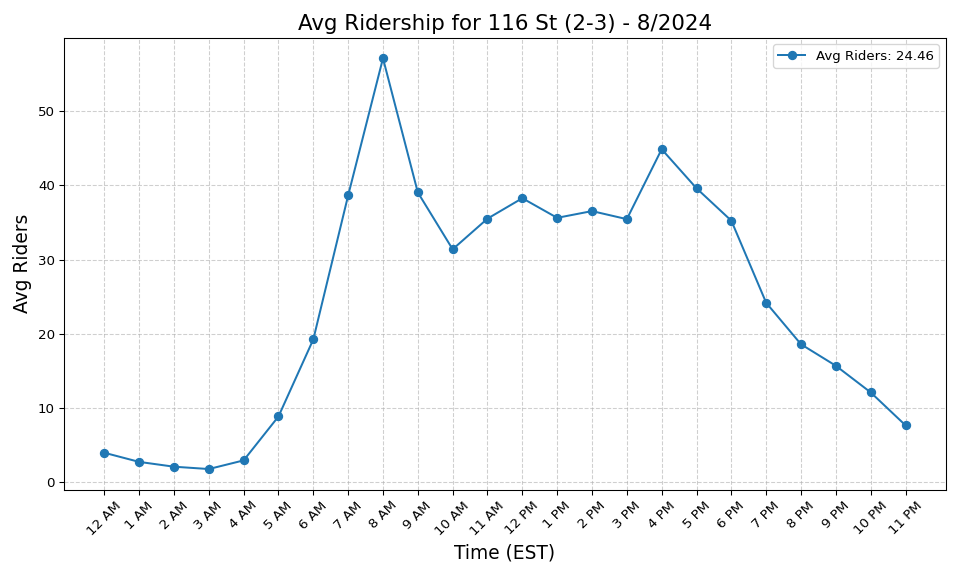 Avg Ridership for 116 St (2-3) - 8/2024
Avg Riders: 24.46
Avg Riders
50
40
30
20
10
0
12 AM
1 AM
2 AM
3 AM
4 AM
5 AM
6 AM
7 AM
8 AM
9 AM
10 AM
11 AM
12 PM
1 PM
2 PM
3 PM
4 PM
5 PM
6 PM
7 PM
8 PM
9 PM
10 PM
11 PM
Time (EST)